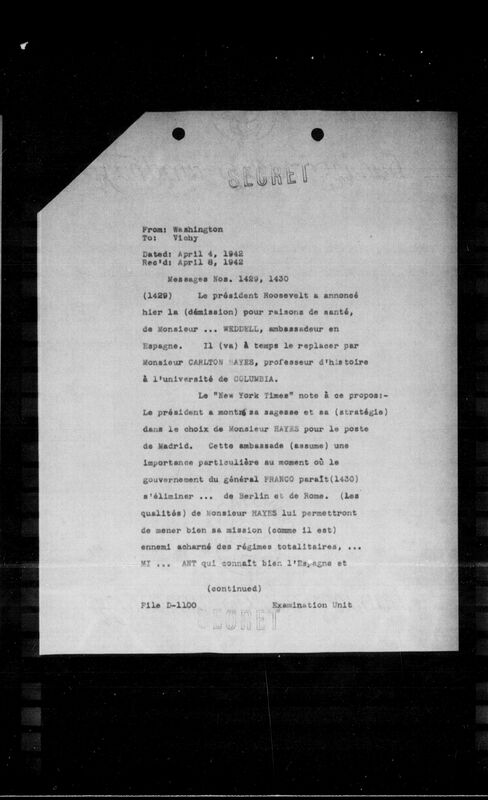 SECRET
From: Washington
To: Vichy
Dated: April 4, 1942
Rec'd: April 8, 1942
Messages Nos. 1429, 1430
(1429) Le président Roosevelt a annoncé
hier la (démission) pour raisons de santé,
de Monsieur ... WEDDELL, ambassadeur en
Espagne. Il (va) à temps le replacer par
Monsieur CARLTON HAYES, professeur d'histoire
à l'université de COLUMBIA.
Le "New York Times" note à ce propos:-
Le président a montré sa sagesse et sa (stratégie)
dans le choix de Monsieur HAYES pour le poste
de Madrid. Cette ambassade (assume) une
importance particulière au moment où le
gouvernement du général FRANCO paraît(1430)
s'éliminer ... de Berlin et de Rome. (les
qualités) de Monsieur HAYES lui permettront
de mener bien sa mission (comme il est)
ennemi acharné des régimes totalitaires, ...
MI ... ANT qui connaît bien l'Espagne et
(continued)
File D-1100 Examination Unit
SECRET